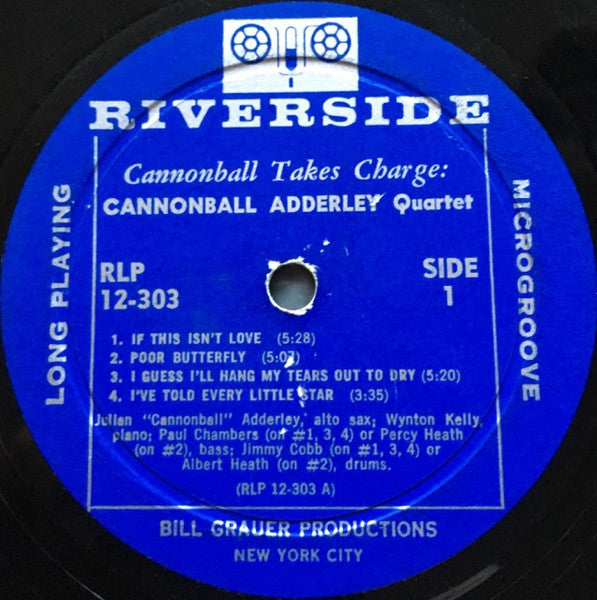 RIVERSIDE
Cannonball Takes Charge:
CANNONBALL ADDERLEY Quartet
LONG PLAYING
MICROGROOVE
RLP
12-303
SIDE
1
1. IF THIS ISN'T LOVE (5:28)
2. POOR BUTTERFLY (5:07)
3. I GUESS I'LL HANG MY TEARS OUT TO DRY (5:20)
4. I'VE TOLD EVERY LITTLE STAR (3:35)
Julian "Cannonball" Adderley, alto sax; Wynton Kelly,
piano; Paul Chambers (on #1, 3, 4) or Percy Heath
(on #2), bass; Jimmy Cobb (on #1, 3, 4) or
Albert Heath (on #2), drums.
(RLP 12-303 A)
BILL GRAUER PRODUCTIONS
NEW YORK CITY